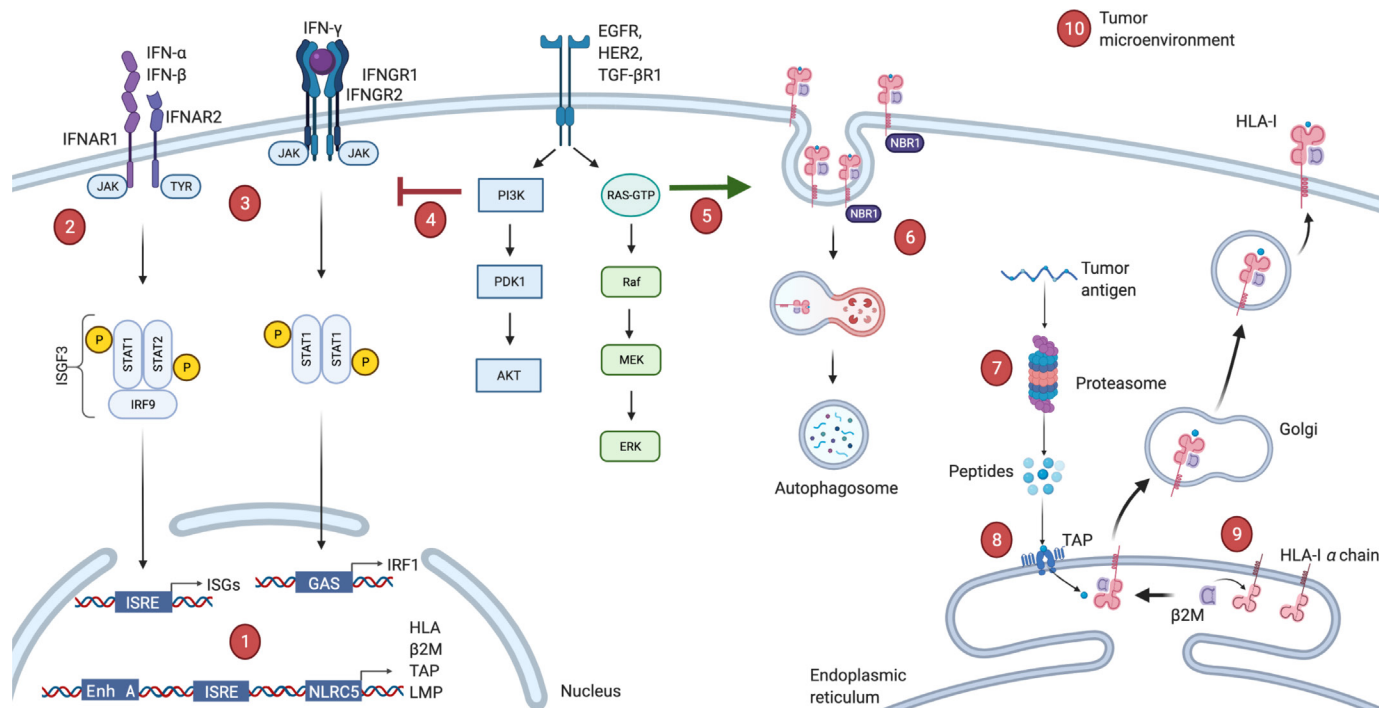 IFN-α
IFN-β
IFNAR1
IFNAR2
JAK
TYR
2
3
IFN-γ
IFNGR1
IFNGR2
JAK
JAK
EGFR,
HER2,
TGF-βR1
4
PI3K
RAS-GTP
5
PDK1
Raf
AKT
MEK
ERK
ISGF3
P
STAT1
STAT2
P
IRF9
P
STAT1
STAT1
P
ISRE
ISGs
GAS
IRF1
1
HLA
β2M
TAP
LMP
Enh A
ISRE
NLRC5
Nucleus
NBR1
NBR1
6
Autophagosome
10
Tumor
microenvironment
HLA-I
Tumor
antigen
7
Proteasome
Peptides
Golgi
8
TAP
9
HLA-I α chain
β2M
Endoplasmic
reticulum